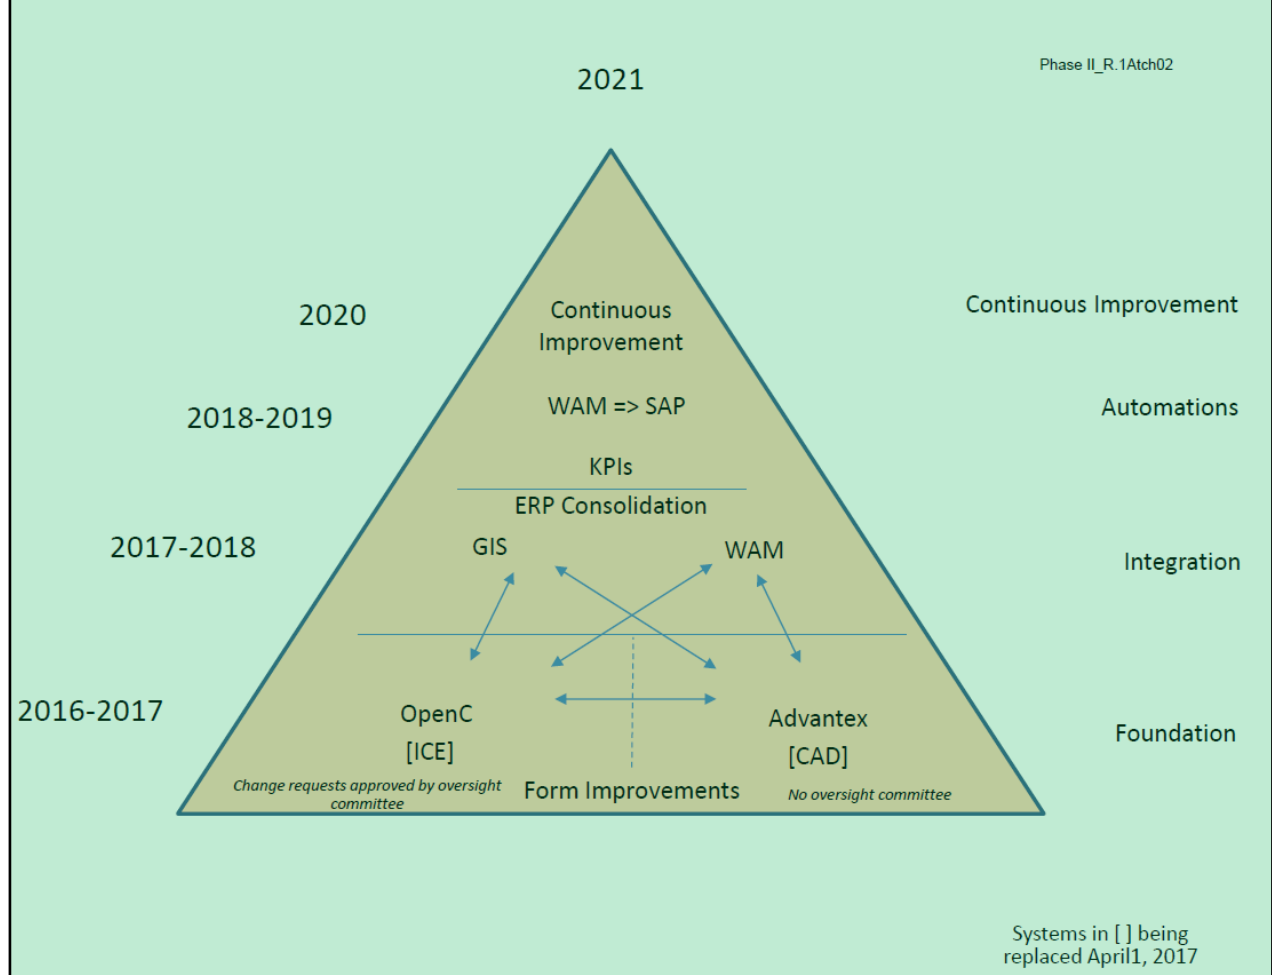 Phase II_R.1Atch02
2021
2020
Continuous
Improvement
Continuous Improvement
2018-2019
WAM => SAP
Automations
KPIs
ERP Consolidation
2017-2018
GIS
WAM
Integration
2016-2017
OpenC
[ICE]
Advantex
[CAD]
Foundation
Change requests approved by oversight
committee
Form Improvements
No oversight committee
Systems in [ ] being
replaced April1, 2017